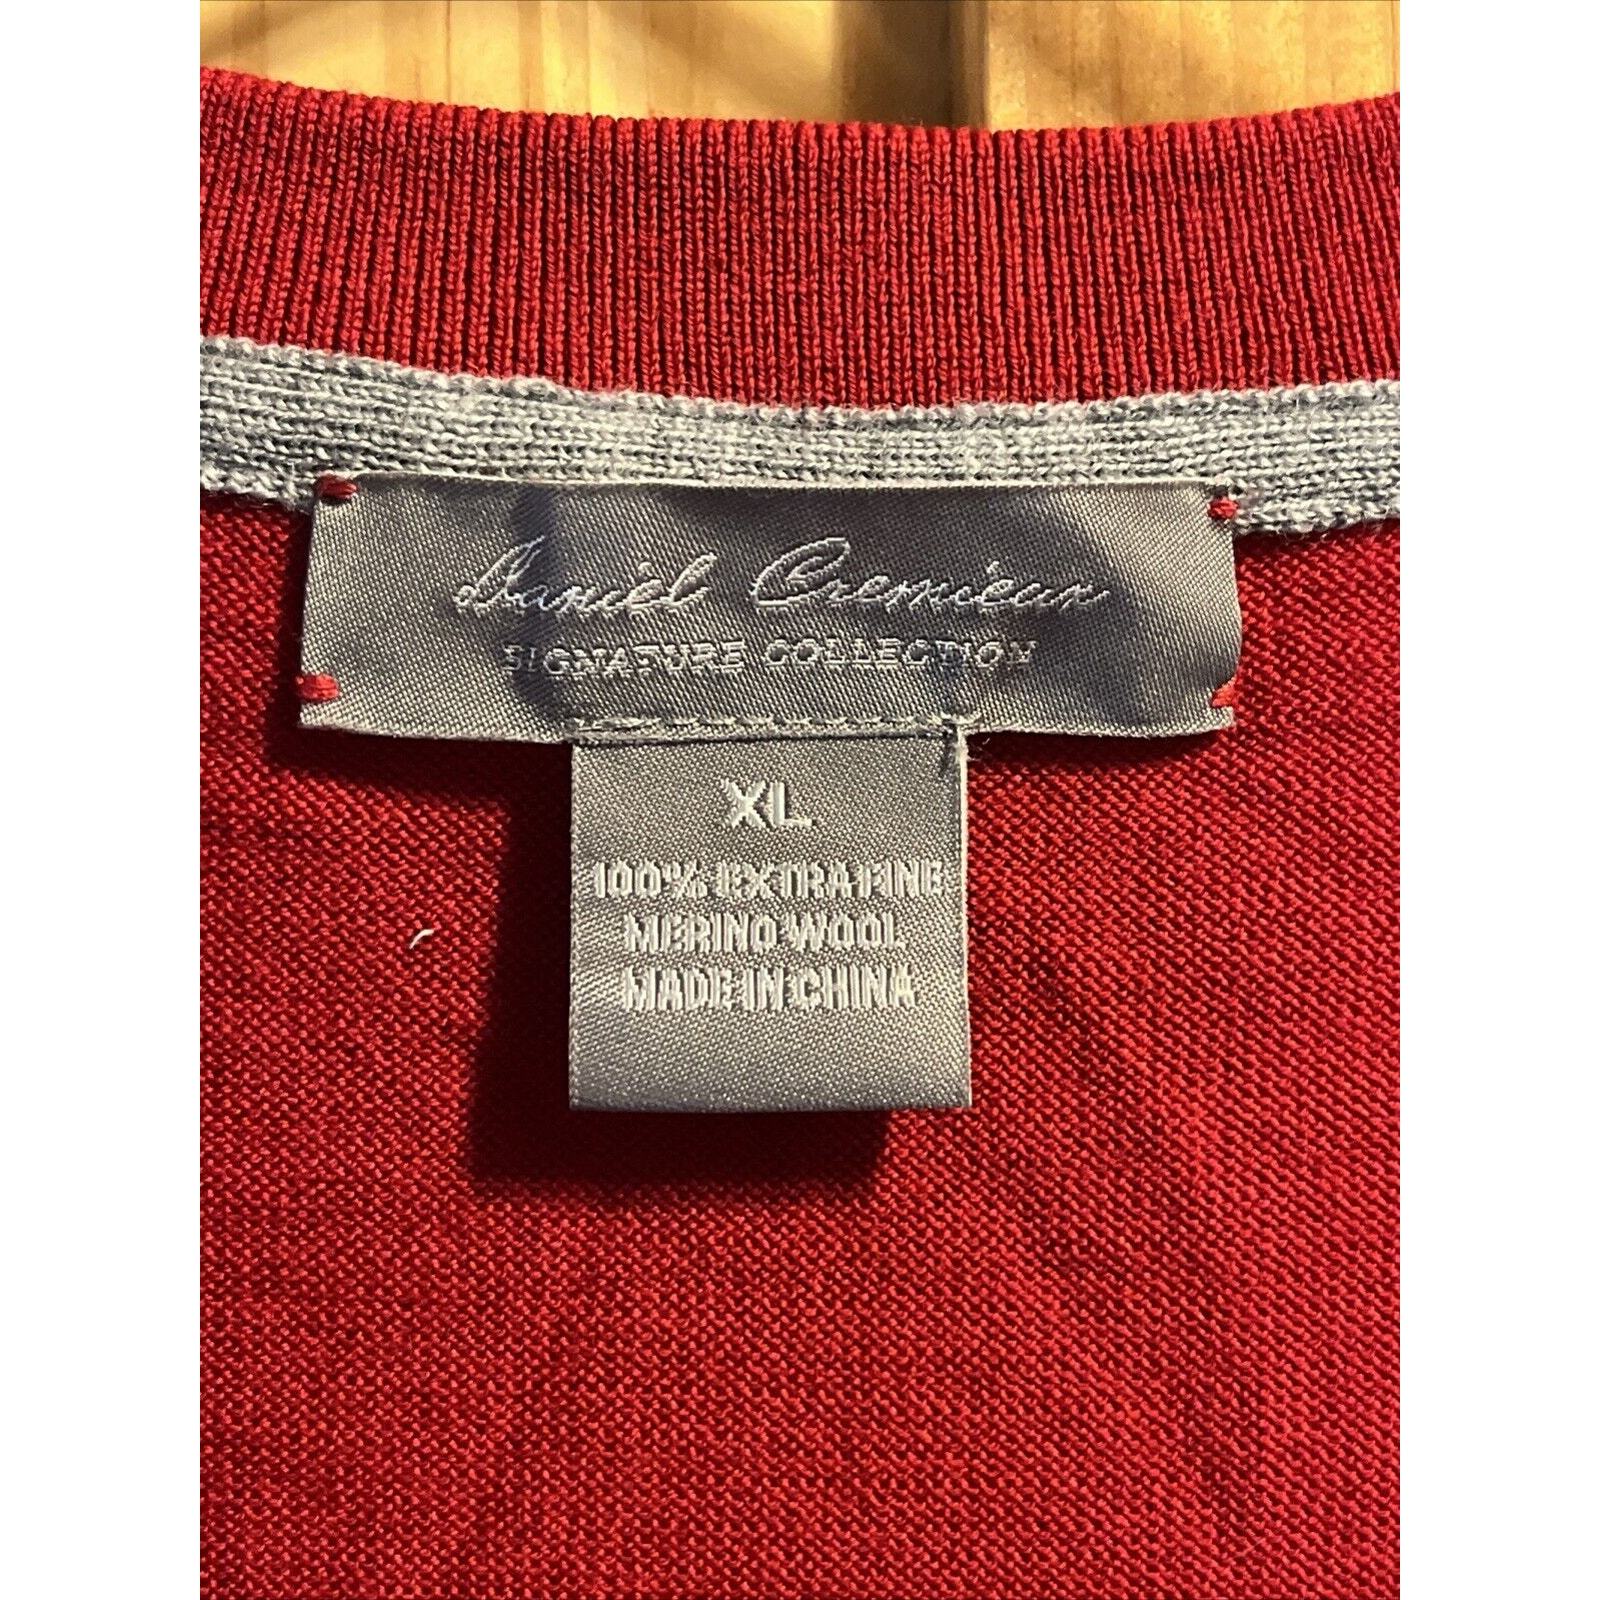 Daniel Cremieux
SIGNATURE COLLECTION
XL
100% EXTRA FINE
MERINO WOOL
MADE IN CHINA